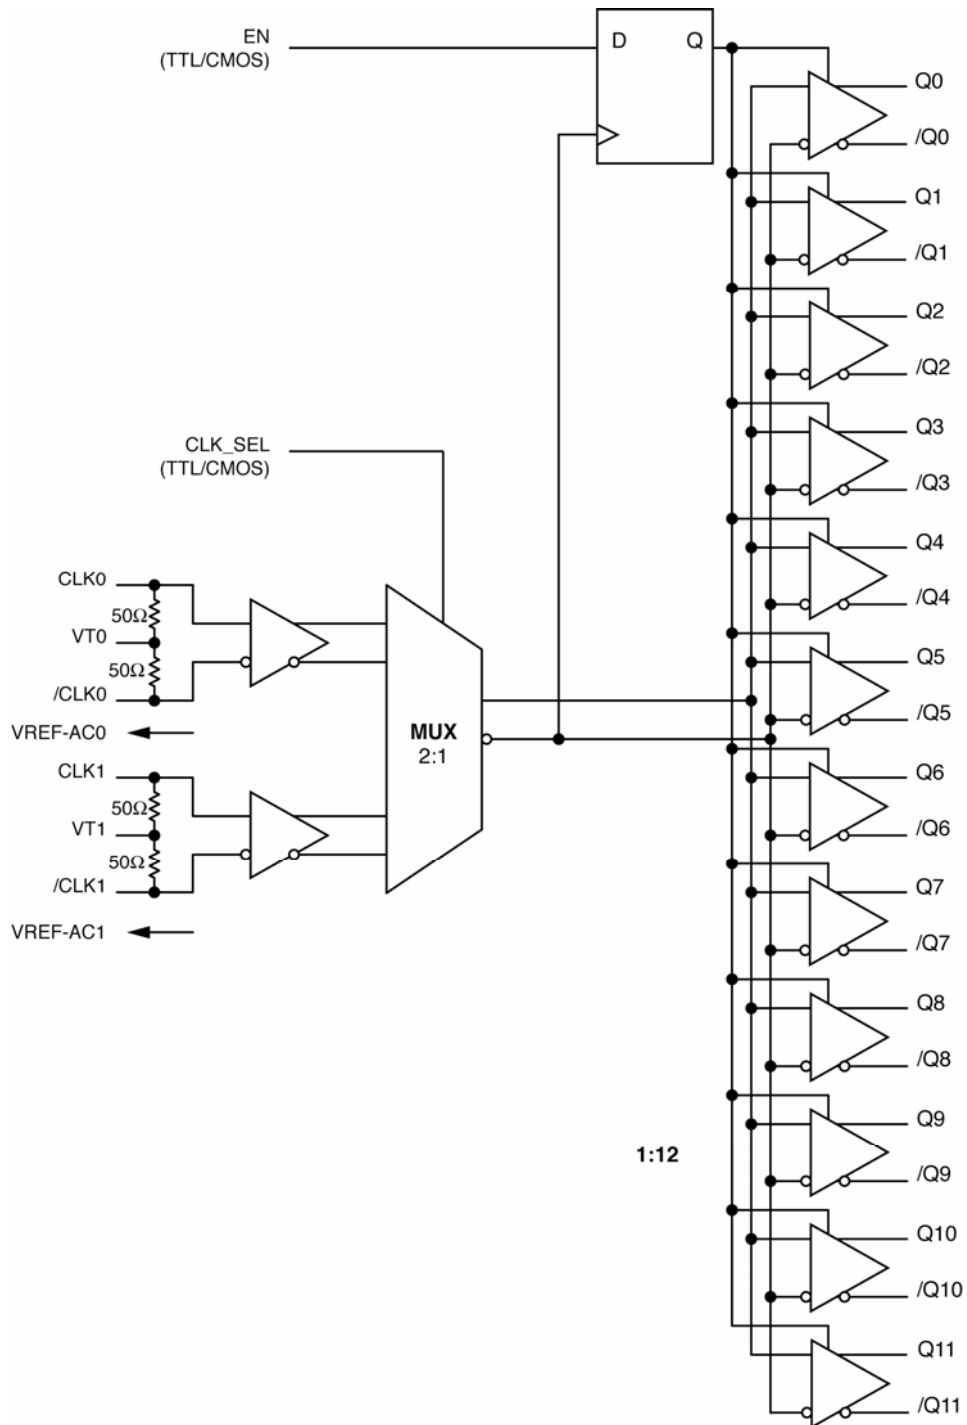 EN
(TTL/CMOS)
D
Q
Q0
/Q0
Q1
/Q1
Q2
/Q2
Q3
/Q3
CLK_SEL
(TTL/CMOS)
Q4
/Q4
CLK0
50Ω
VT0
50Ω
/CLK0
VREF-AC0
MUX
2:1
Q5
/Q5
CLK1
50Ω
VT1
50Ω
/CLK1
VREF-AC1
Q6
/Q6
Q7
/Q7
Q8
/Q8
1:12
Q9
/Q9
Q10
/Q10
Q11
/Q11